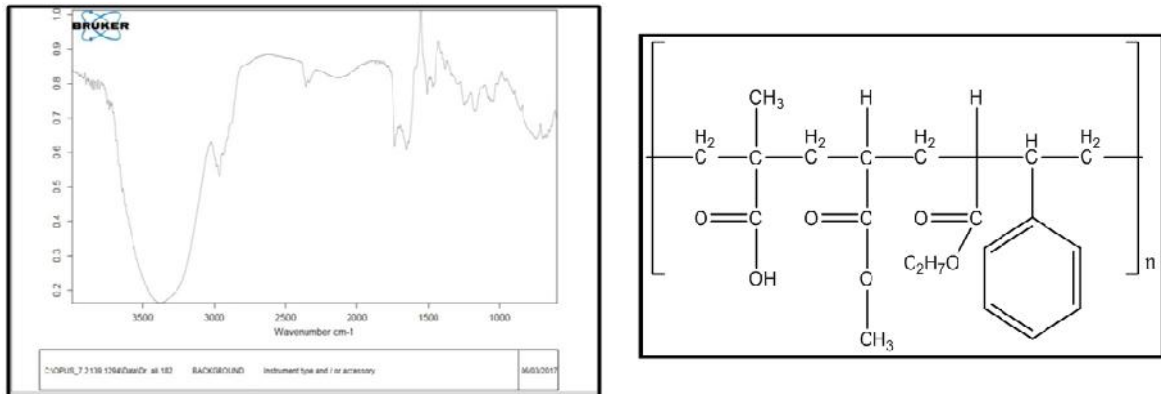 BRUKER
1.0
0.9
0.8
0.7
0.6
0.5
0.4
0.3
0.2
3500 3000 2500 2000 1500 1000
Wavenumber cm-1
BACKGROUND Instrument type and / or accessory
CH₃ H H
H₂ H₂ H₂ H H₂
C C C C C C C
O C O C O C
OH O C₂H₇O
CH₃
n